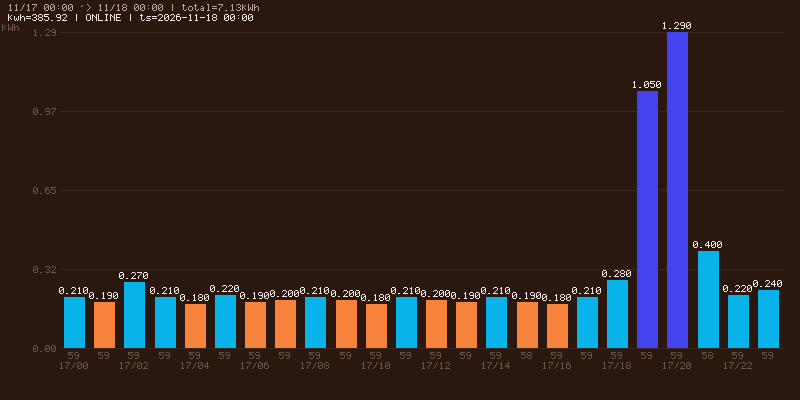 11/17 00:00 -> 11/18 00:00 | total=7.13kWh
Kwh=385.92 | ONLINE | ts=2026-11-18 00:00
kWh
1.29
0.97
0.65
0.32
0.00
0.210 0.190 0.270 0.210 0.180 0.220 0.190 0.200 0.210 0.200 0.180 0.210 0.200 0.190 0.210 0.190 0.180 0.210 0.280 1.050 1.290 0.400 0.220 0.240
59 59 59 59 59 59 59 59 59 59 59 59 59 59 59 58 59 59 59 59 59 58 59 59
17/00 17/02 17/04 17/06 17/08 17/10 17/12 17/14 17/16 17/18 17/20 17/22